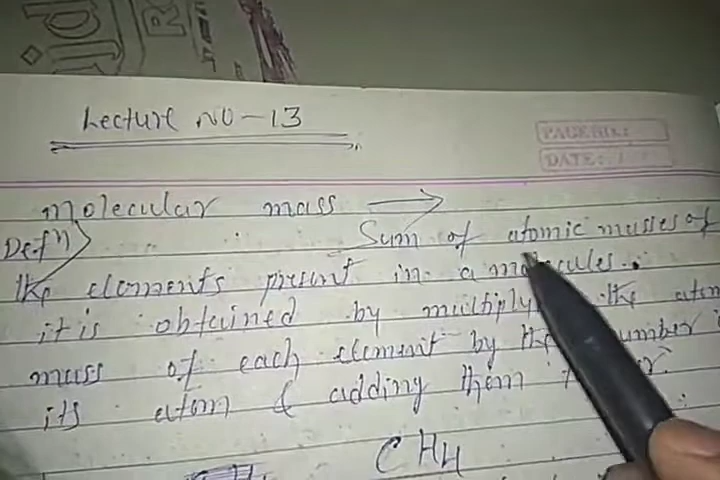 Lecture NO - 13
PAGE No.:
DATE:
molecular mass →
Defn Sum of atomic masses of
the elements present in a molecules.
it is obtained by multiply the atom
mass of each element by the number
its atom & adding them
CH4